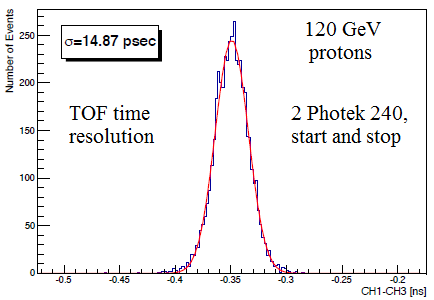 Number of Events
σ=14.87 psec
120 GeV
protons
TOF time
resolution
2 Photek 240,
start and stop
250
200
150
100
50
0
-0.5
-0.45
-0.4
-0.35
-0.3
-0.25
-0.2
CH1-CH3 [ns]